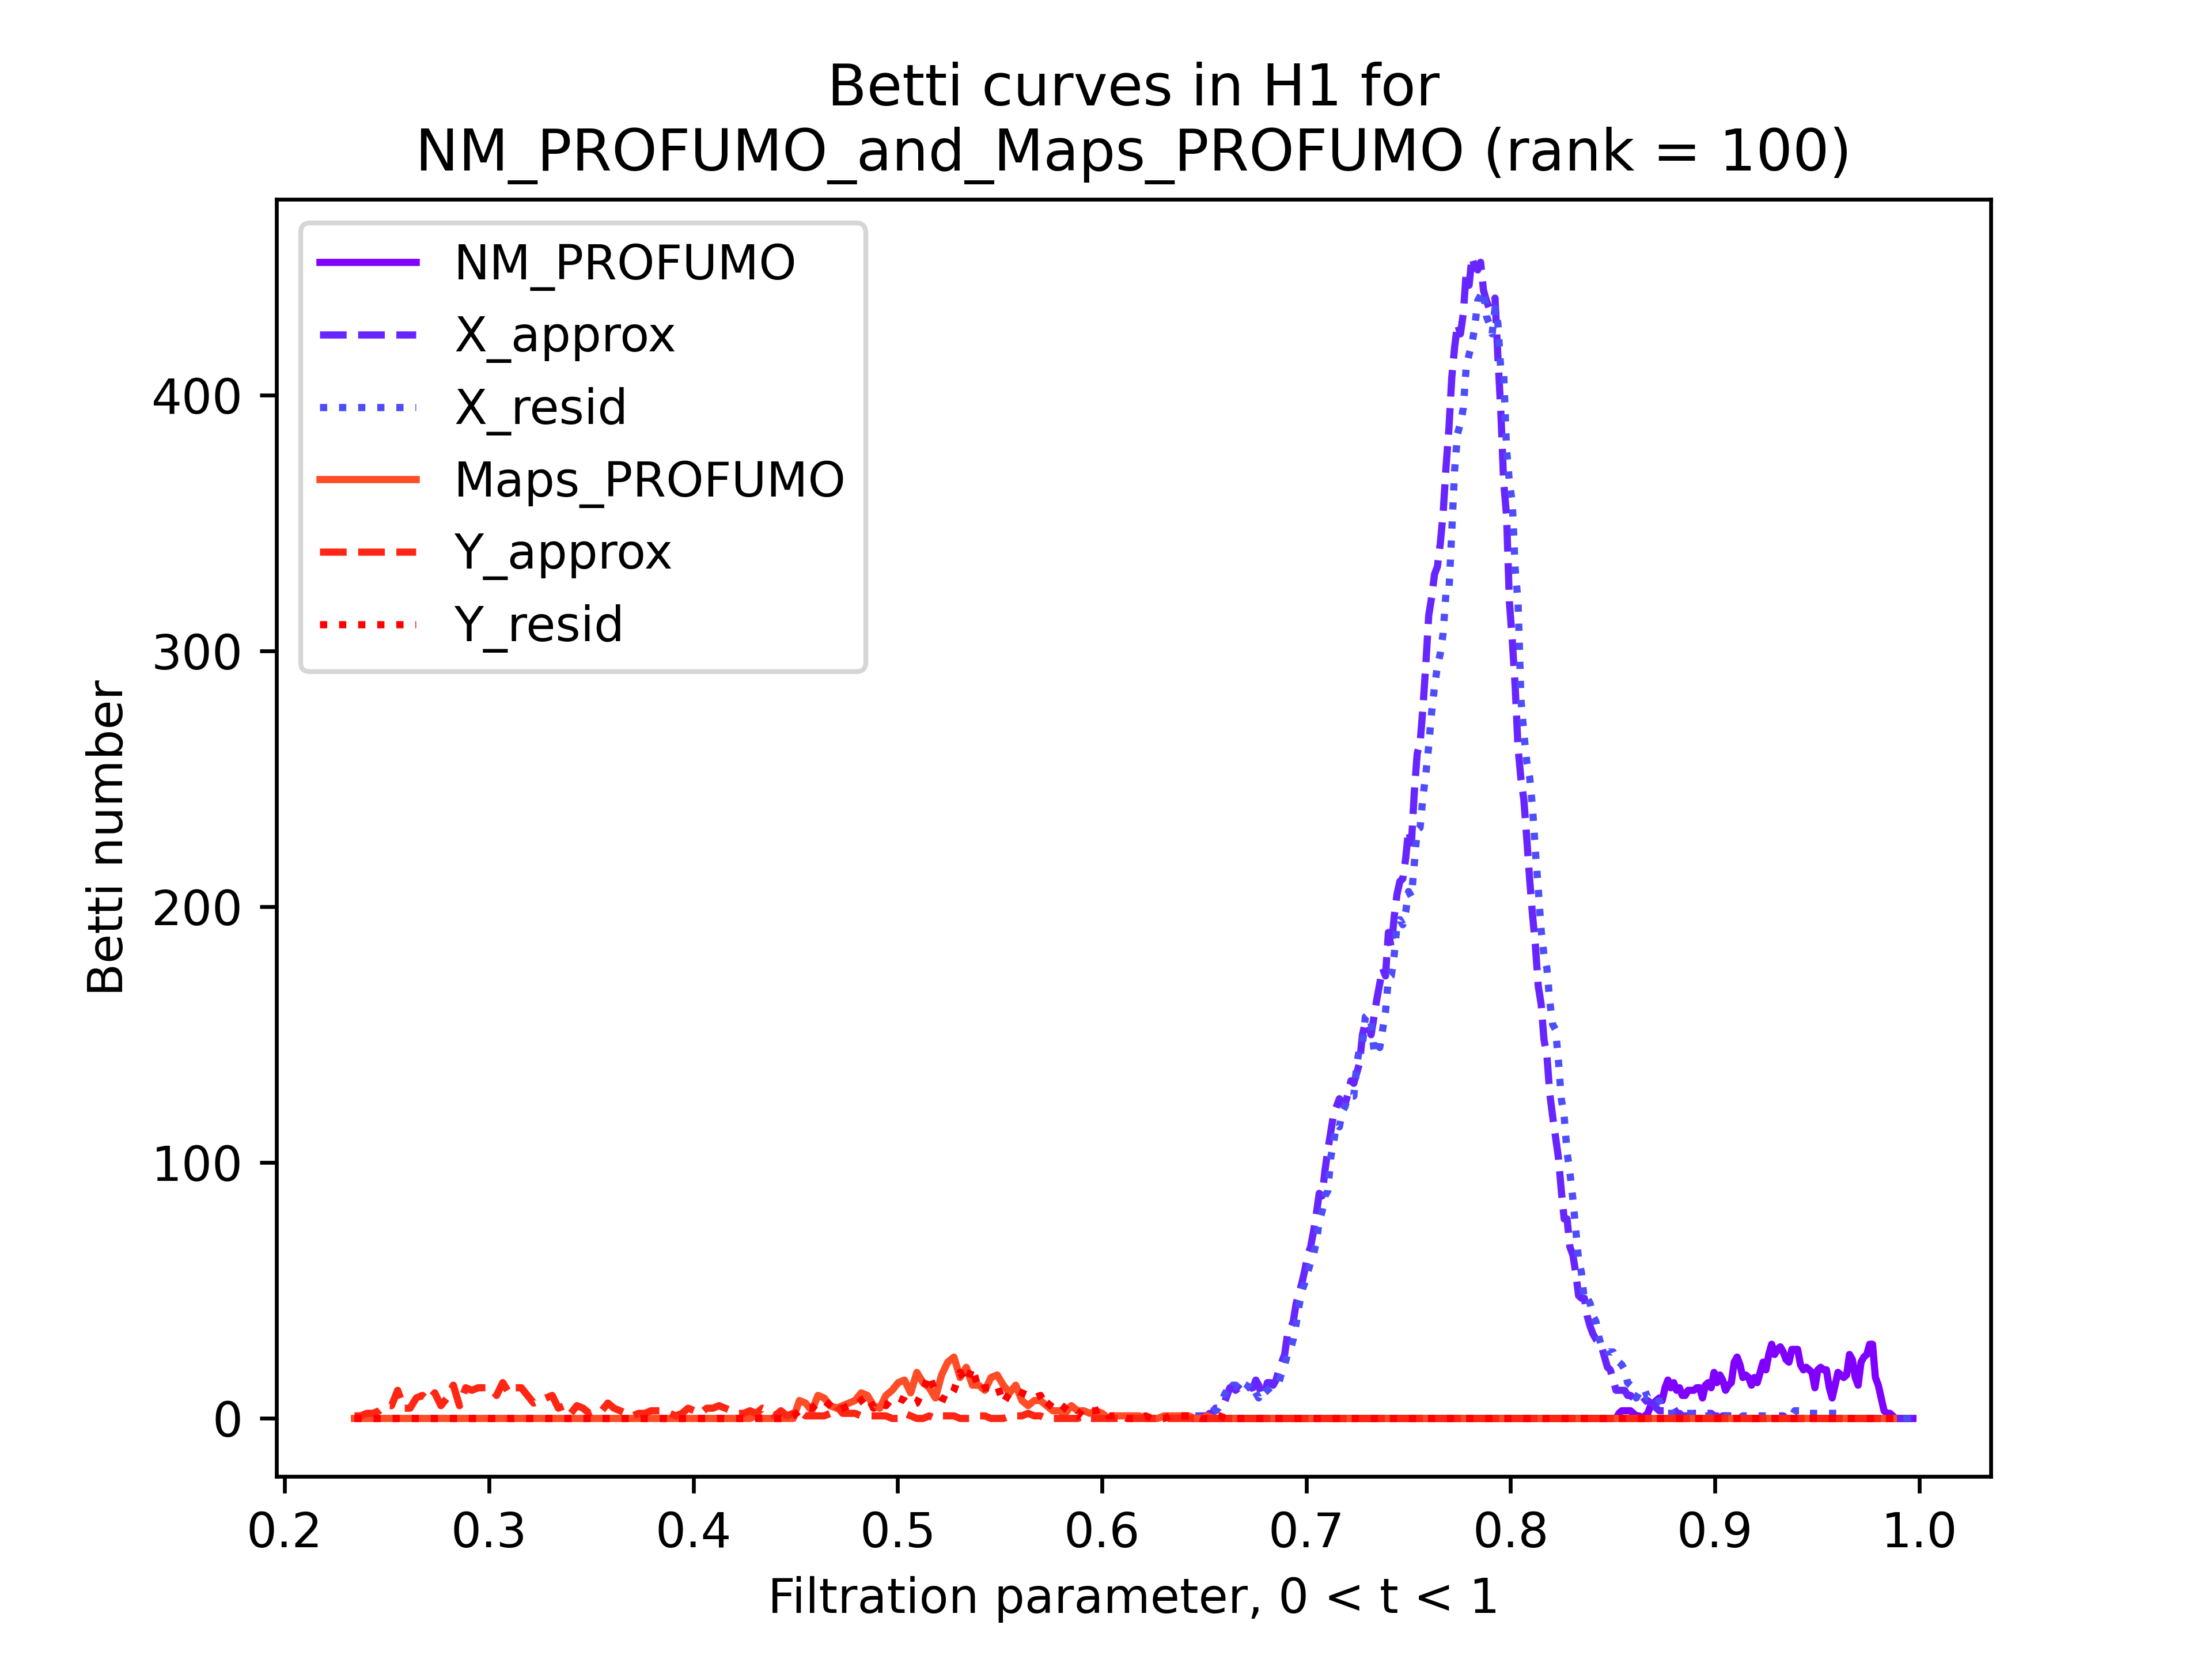 Betti curves in H1 for
NM_PROFUMO_and_Maps_PROFUMO (rank = 100)
NM_PROFUMO
X_approx
X_resid
Maps_PROFUMO
Y_approx
Y_resid
Betti number
400
300
200
100
0
0.2 0.3 0.4 0.5 0.6 0.7 0.8 0.9 1.0
Filtration parameter, 0 < t < 1